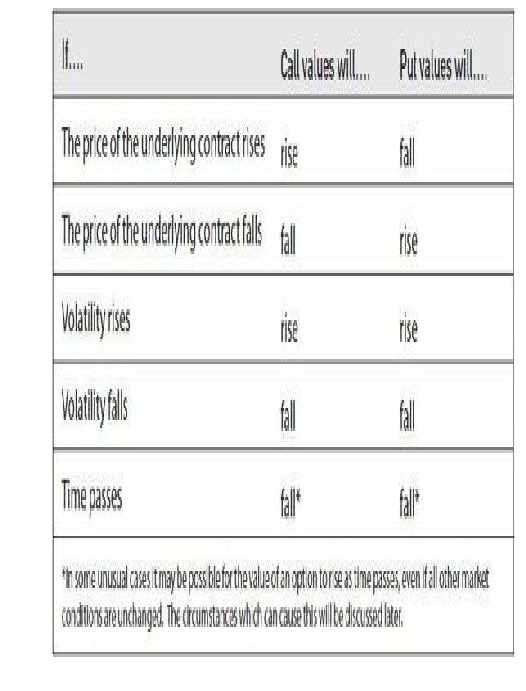 If....
Call values will....
Put values will....
The price of the underlying contract rises
rise
fall
The price of the underlying contract falls
fall
rise
Volatility rises
rise
rise
Volatility falls
fall
fall
Time passes
fall*
fall*
*In some unusual cases it may be possible for the value of an option to rise as time passes, even if all other market
conditions are unchanged. The circumstances which can cause this will be discussed later.